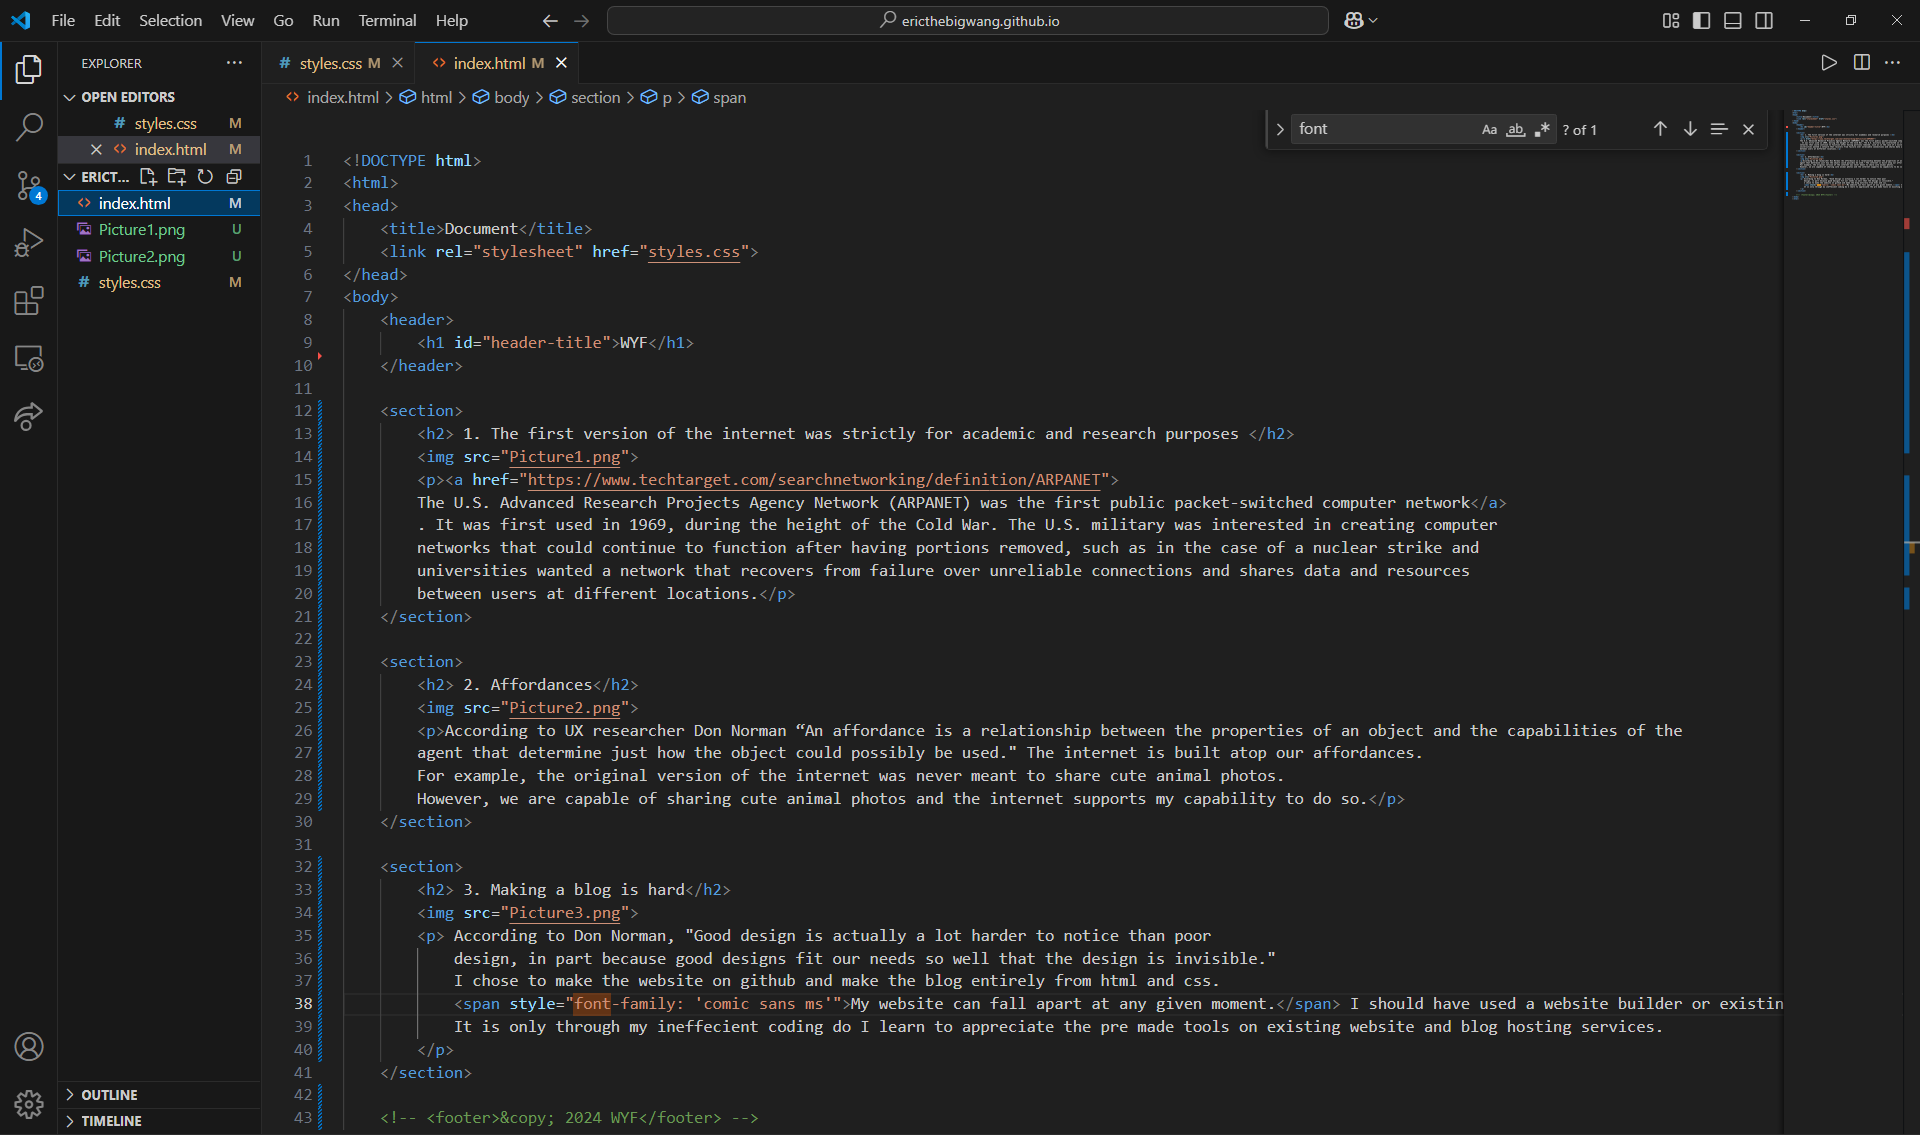 File Edit Selection View Go Run Terminal Help ericthebigwang.github.io
EXPLORER
OPEN EDITORS
# styles.css M
index.html M
ERICT...
index.html M
Picture1.png U
Picture2.png U
# styles.css M
4
OUTLINE
TIMELINE
# styles.css M index.html M
index.html > html > body > section > p > span
font Aa ab ? of 1
1 <!DOCTYPE html>
2 <html>
3 <head>
4 <title>Document</title>
5 <link rel="stylesheet" href="styles.css">
6 </head>
7 <body>
8 <header>
9 <h1 id="header-title">WYF</h1>
10 </header>
11
12 <section>
13 <h2> 1. The first version of the internet was strictly for academic and research purposes </h2>
14 <img src="Picture1.png">
15 <p><a href="https://www.techtarget.com/searchnetworking/definition/ARPANET">
16 The U.S. Advanced Research Projects Agency Network (ARPANET) was the first public packet-switched computer network</a>
17 . It was first used in 1969, during the height of the Cold War. The U.S. military was interested in creating computer
18 networks that could continue to function after having portions removed, such as in the case of a nuclear strike and
19 universities wanted a network that recovers from failure over unreliable connections and shares data and resources
20 between users at different locations.</p>
21 </section>
22
23 <section>
24 <h2> 2. Affordances</h2>
25 <img src="Picture2.png">
26 <p>According to UX researcher Don Norman “An affordance is a relationship between the properties of an object and the capabilities of the
27 agent that determine just how the object could possibly be used." The internet is built atop our affordances.
28 For example, the original version of the internet was never meant to share cute animal photos.
29 However, we are capable of sharing cute animal photos and the internet supports my capability to do so.</p>
30 </section>
31
32 <section>
33 <h2> 3. Making a blog is hard</h2>
34 <img src="Picture3.png">
35 <p> According to Don Norman, "Good design is actually a lot harder to notice than poor
36 design, in part because good designs fit our needs so well that the design is invisible."
37 I chose to make the website on github and make the blog entirely from html and css.
38 <span style="font-family: 'comic sans ms'">My website can fall apart at any given moment.</span> I should have used a website builder or existin
39 It is only through my ineffecient coding do I learn to appreciate the pre made tools on existing website and blog hosting services.
40 </p>
41 </section>
42
43 <!-- <footer>&copy; 2024 WYF</footer> -->